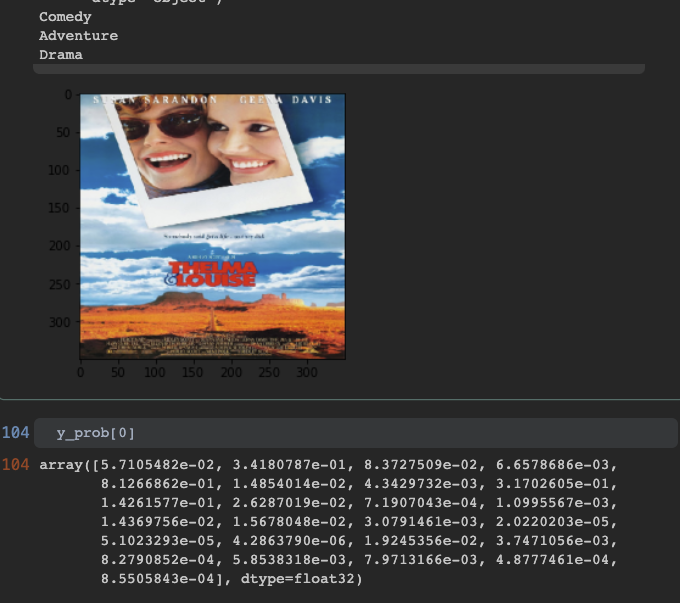 Comedy
Adventure
Drama
0
SUSAN SARANDON GEENA DAVIS
50
100
150
200
THELMA
250
& LOUISE
300
0 50 100 150 200 250 300
104 y_prob[0]
104 array([5.7105482e-02, 3.4180787e-01, 8.3727509e-02, 6.6578686e-03,
8.1266862e-01, 1.4854014e-02, 4.3429732e-03, 3.1702605e-01,
1.4261577e-01, 2.6287019e-02, 7.1907043e-04, 1.0995567e-03,
1.4369756e-02, 1.5678048e-02, 3.0791461e-03, 2.0220203e-05,
5.1023293e-05, 4.2863790e-06, 1.9245356e-02, 3.7471056e-03,
8.2790852e-04, 5.8538318e-03, 7.9713166e-03, 4.8777461e-04,
8.5505843e-04], dtype=float32)